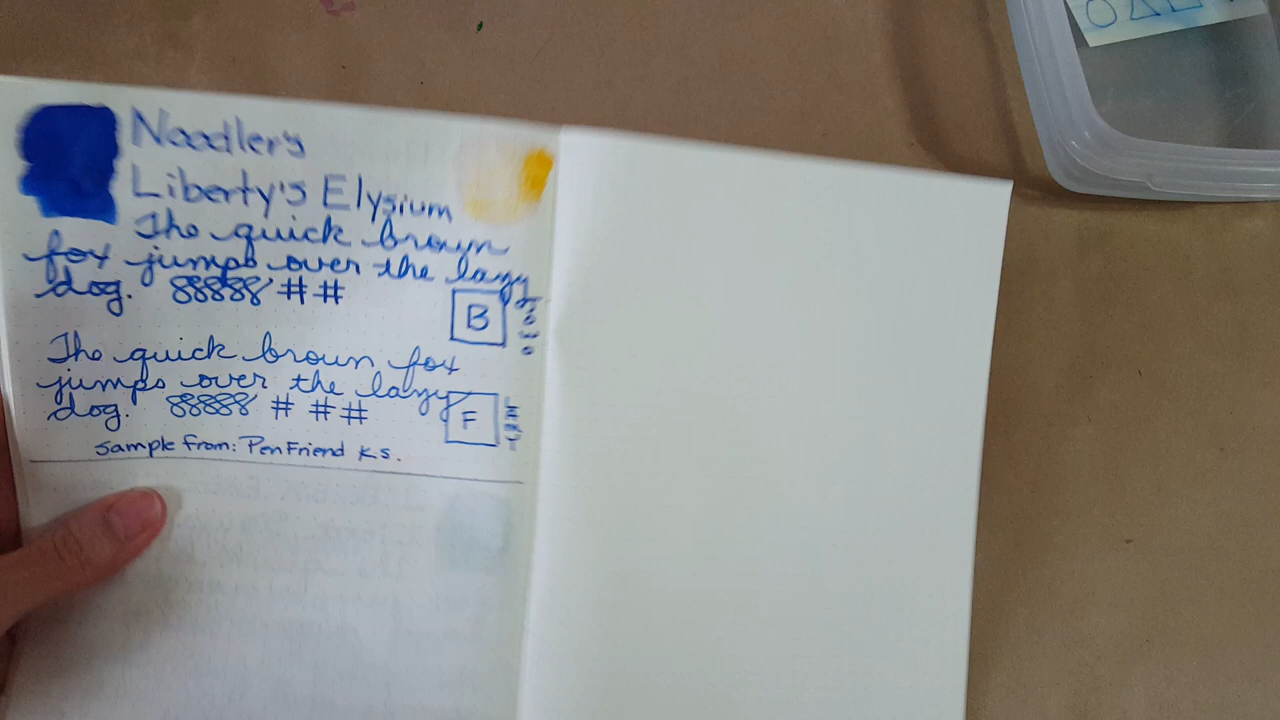 Noodler's
Liberty's Elysium
The quick brown
fox jumps over the lazy
dog. 88888 # #
B
The quick brown fox
jumps over the lazy
dog. 88888 # # #
F
LAMY
Sample from: PenFriend K.S.